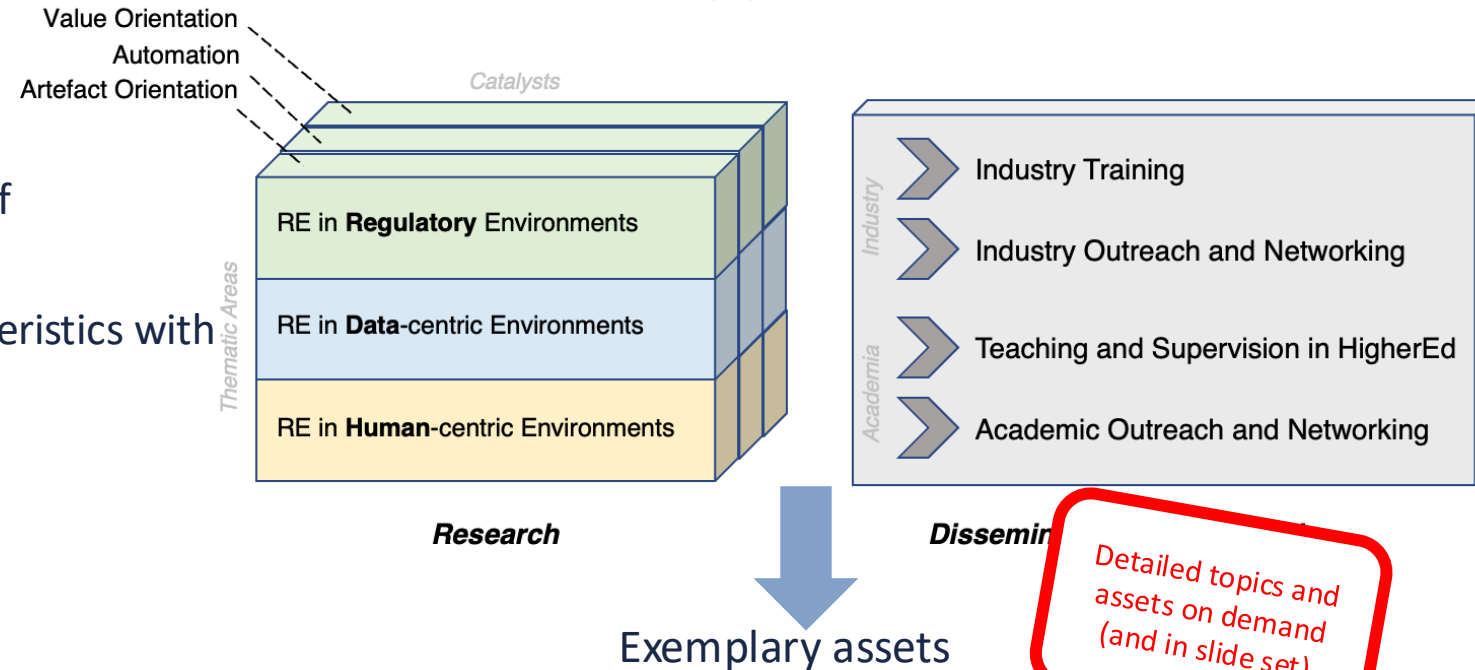 Value Orientation
Automation
Artefact Orientation
Catalysts
f
eristics with
Thematic Areas
RE in Regulatory Environments
RE in Data-centric Environments
RE in Human-centric Environments
Research
Industry
Industry Training
Industry Outreach and Networking
Academia
Teaching and Supervision in HigherEd
Academic Outreach and Networking
Dissemin
Detailed topics and
assets on demand
(and in slide set)
Exemplary assets